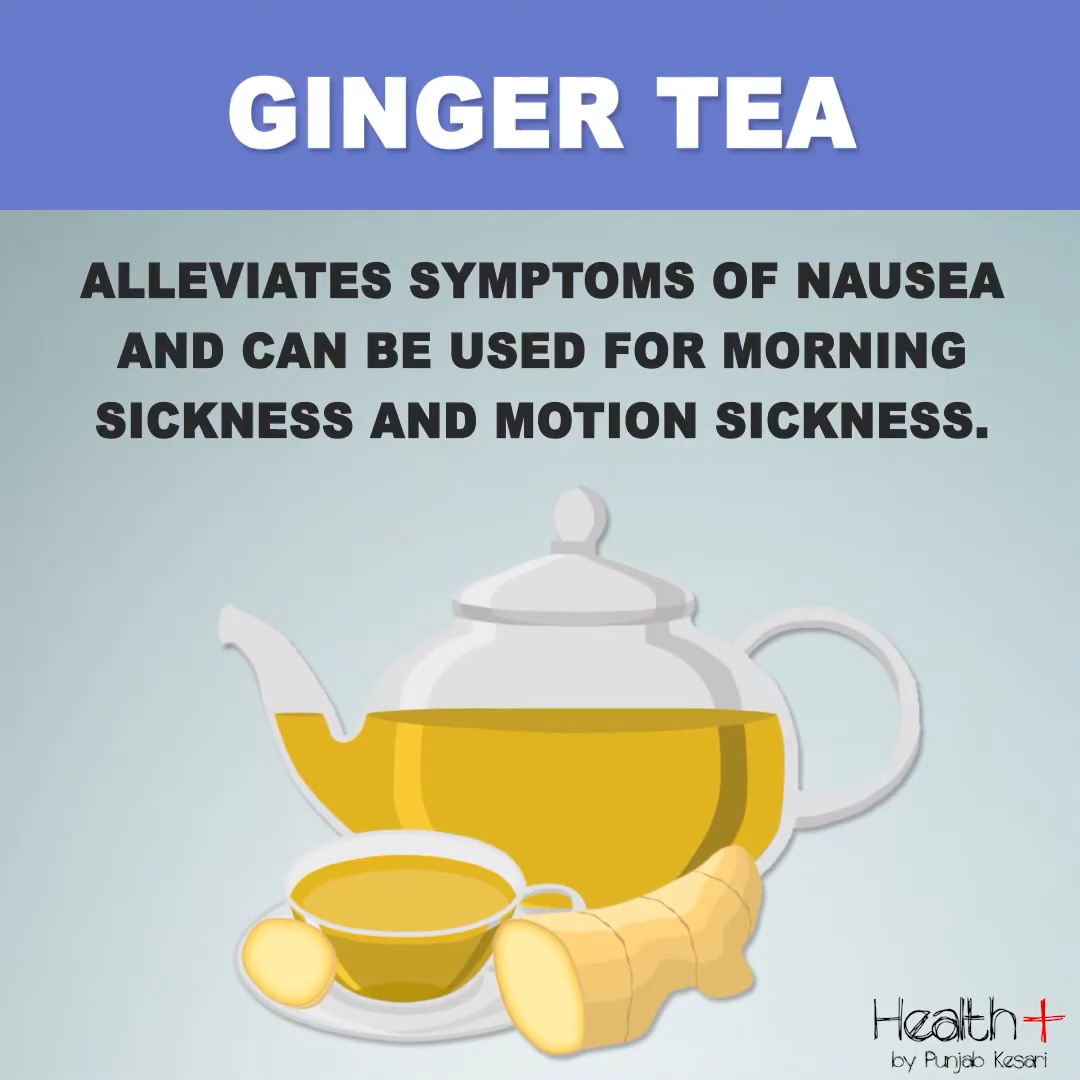 GINGER TEA
ALLEVIATES SYMPTOMS OF NAUSEA
AND CAN BE USED FOR MORNING
SICKNESS AND MOTION SICKNESS.
Health+
by Punjab Kesari